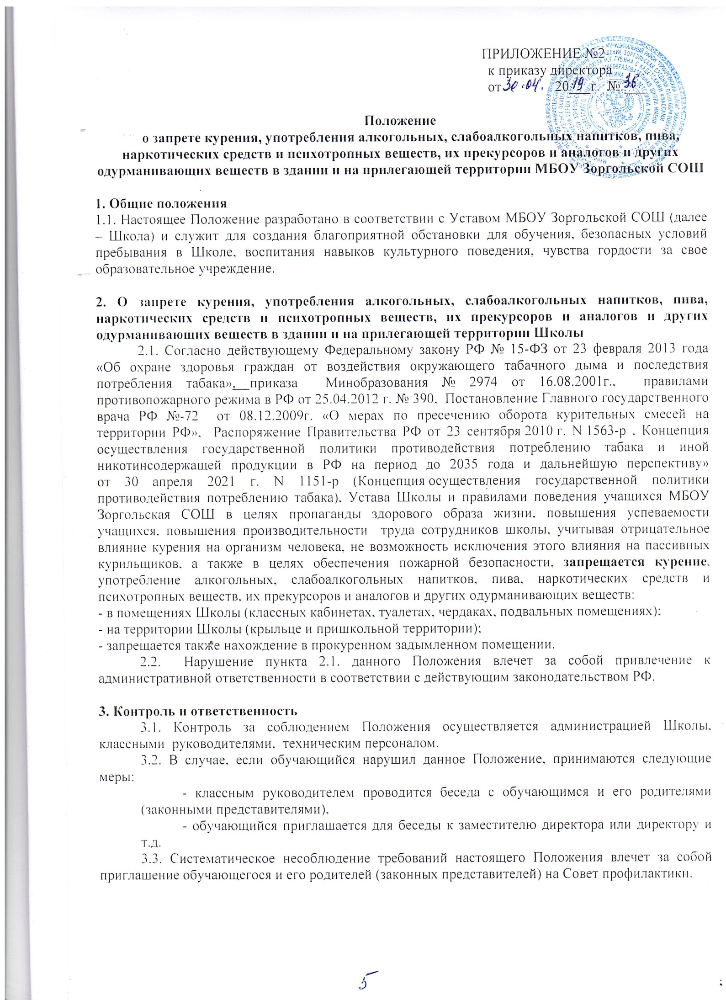 ПРИЛОЖЕНИЕ №2
к приказу директора
от 30.04. 2019 г. № 36
Положение
о запрете курения, употребления алкогольных, слабоалкогольных напитков, пива,
наркотических средств и психотропных веществ, их прекурсоров и аналогов и других
одурманивающих веществ в здании и на прилегающей территории МБОУ Зоргольской СОШ
1. Общие положения
1.1. Настоящее Положение разработано в соответствии с Уставом МБОУ Зоргольской СОШ (далее
– Школа) и служит для создания благоприятной обстановки для обучения, безопасных условий
пребывания в Школе, воспитания навыков культурного поведения, чувства гордости за свое
образовательное учреждение.
2. О запрете курения, употребления алкогольных, слабоалкогольных напитков, пива,
наркотических средств и психотропных веществ, их прекурсоров и аналогов и других
одурманивающих веществ в здании и на прилегающей территории Школы
2.1. Согласно действующему Федеральному закону РФ № 15-ФЗ от 23 февраля 2013 года
«Об охране здоровья граждан от воздействия окружающего табачного дыма и последствия
потребления табака», приказа Минобразования № 2974 от 16.08.2001г., правилами
противопожарного режима в РФ от 25.04.2012 г. № 390, Постановление Главного государственного
врача РФ №-72 от 08.12.2009г. «О мерах по пресечению оборота курительных смесей на
территории РФ», Распоряжение Правительства РФ от 23 сентября 2010 г. N 1563-р , Концепция
осуществления государственной политики противодействия потреблению табака и иной
никотинсодержащей продукции в РФ на период до 2035 года и дальнейшую перспективу»
от 30 апреля 2021 г. N 1151-р (Концепция осуществления государственной политики
противодействия потреблению табака), Устава Школы и правилами поведения учащихся МБОУ
Зоргольская СОШ в целях пропаганды здорового образа жизни, повышения успеваемости
учащихся, повышения производительности труда сотрудников школы, учитывая отрицательное
влияние курения на организм человека, не возможность исключения этого влияния на пассивных
курильщиков, а также в целях обеспечения пожарной безопасности, запрещается курение,
употребление алкогольных, слабоалкогольных напитков, пива, наркотических средств и
психотропных веществ, их прекурсоров и аналогов и других одурманивающих веществ:
- в помещениях Школы (классных кабинетах, туалетах, чердаках, подвальных помещениях);
- на территории Школы (крыльце и пришкольной территории);
- запрещается также нахождение в прокуренном задымленном помещении.
2.2. Нарушение пункта 2.1. данного Положения влечет за собой привлечение к
административной ответственности в соответствии с действующим законодательством РФ.
3. Контроль и ответственность
3.1. Контроль за соблюдением Положения осуществляется администрацией Школы,
классными руководителями, техническим персоналом.
3.2. В случае, если обучающийся нарушил данное Положение, принимаются следующие
меры:
- классным руководителем проводится беседа с обучающимся и его родителями
(законными представителями),
- обучающийся приглашается для беседы к заместителю директора или директору и
т.д.
3.3. Систематическое несоблюдение требований настоящего Положения влечет за собой
приглашение обучающегося и его родителей (законных представителей) на Совет профилактики.
5